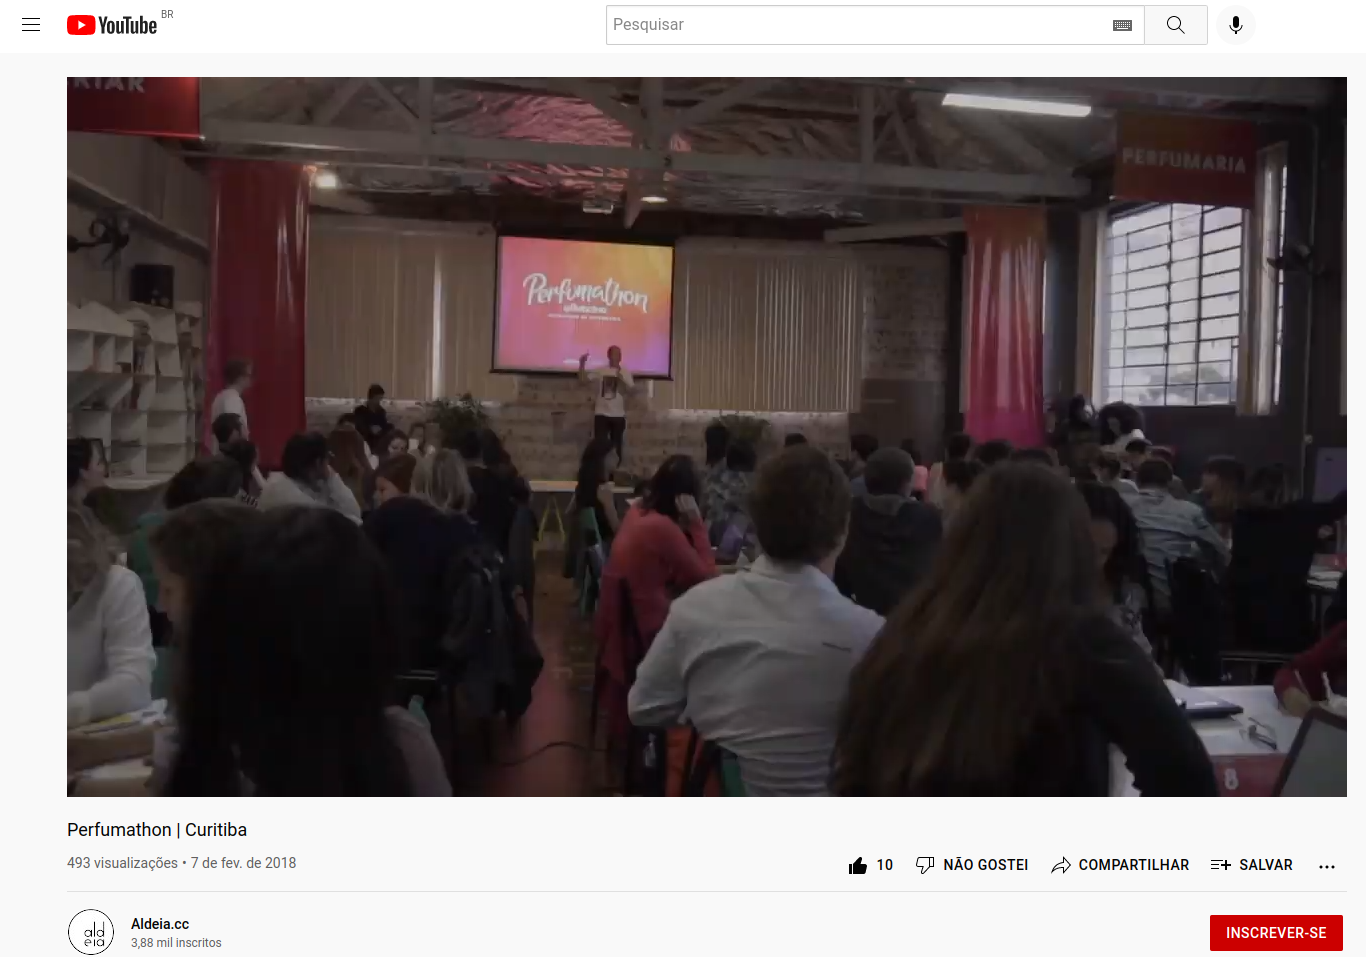 YouTube BR
Pesquisar
PERFUMARIA
Perfumathon
8
Perfumathon | Curitiba
493 visualizações • 7 de fev. de 2018
10 NÃO GOSTEI COMPARTILHAR SALVAR
ald
eia
Aldeia.cc
3,88 mil inscritos
INSCREVER-SE